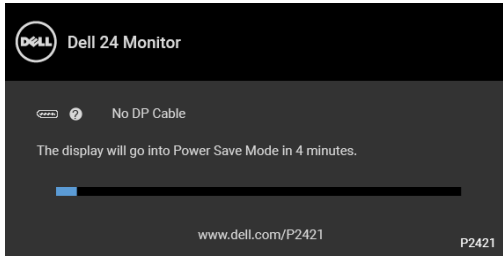 DELL Dell 24 Monitor
? No DP Cable
The display will go into Power Save Mode in 4 minutes.
www.dell.com/P2421
P2421